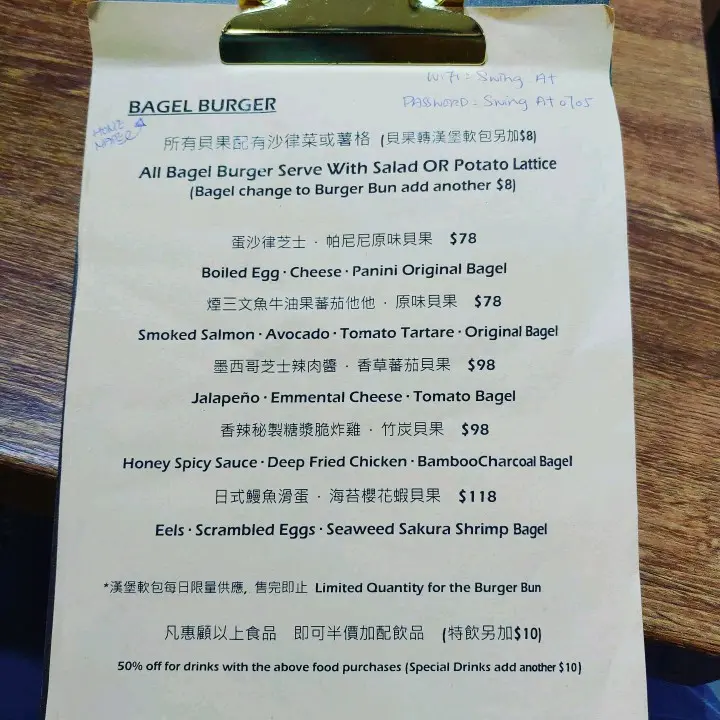 WiFi : Swing At
PASSWORD : Swing At 0705
BAGEL BURGER
所有貝果配有沙律菜或薯格 (貝果轉漢堡軟包另加$8)
All Bagel Burger Serve With Salad OR Potato Lattice
(Bagel change to Burger Bun add another $8)
蛋沙律芝士 · 帕尼尼原味貝果 $78
Boiled Egg · Cheese · Panini Original Bagel
煙三文魚牛油果蕃茄他他 · 原味貝果 $78
Smoked Salmon · Avocado · Tomato Tartare · Original Bagel
墨西哥芝士辣肉醬 · 香草蕃茄貝果 $98
Jalapeño · Emmental Cheese · Tomato Bagel
香辣秘製糖漿脆炸雞 · 竹炭貝果 $98
Honey Spicy Sauce · Deep Fried Chicken · BambooCharcoal Bagel
日式鰻魚滑蛋 · 海苔櫻花蝦貝果 $118
Eels · Scrambled Eggs · Seaweed Sakura Shrimp Bagel
*漢堡軟包每日限量供應, 售完即止 Limited Quantity for the Burger Bun
凡惠顧以上食品 即可半價加配飲品 (特飲另加$10)
50% off for drinks with the above food purchases (Special Drinks add another $10)